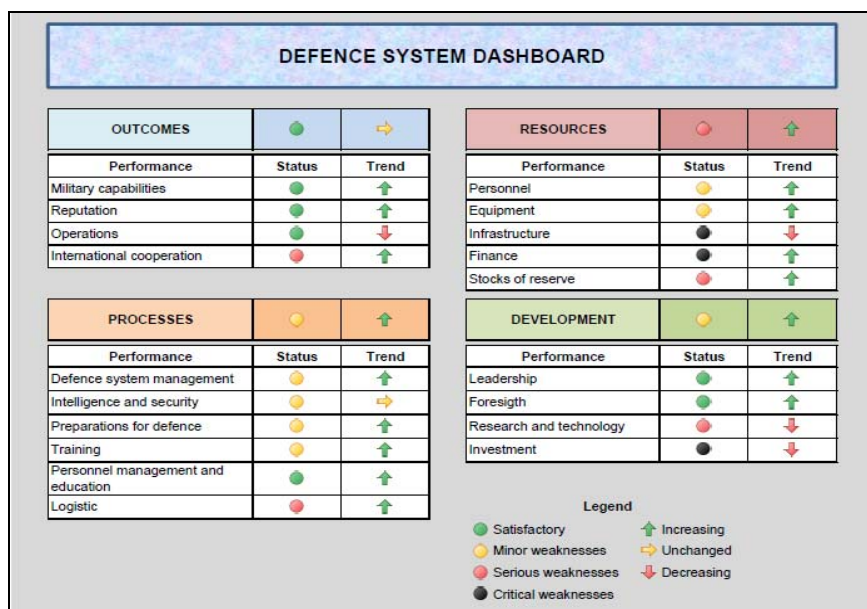 DEFENCE SYSTEM DASHBOARD
OUTCOMES
Performance Status Trend
Military capabilities
Reputation
Operations
International cooperation
RESOURCES
Performance Status Trend
Personnel
Equipment
Infrastructure
Finance
Stocks of reserve
PROCESSES
Performance Status Trend
Defence system management
Intelligence and security
Preparations for defence
Training
Personnel management and
education
Logistic
DEVELOPMENT
Performance Status Trend
Leadership
Foresigth
Research and technology
Investment
Legend
Satisfactory Increasing
Minor weaknesses Unchanged
Serious weaknesses Decreasing
Critical weaknesses